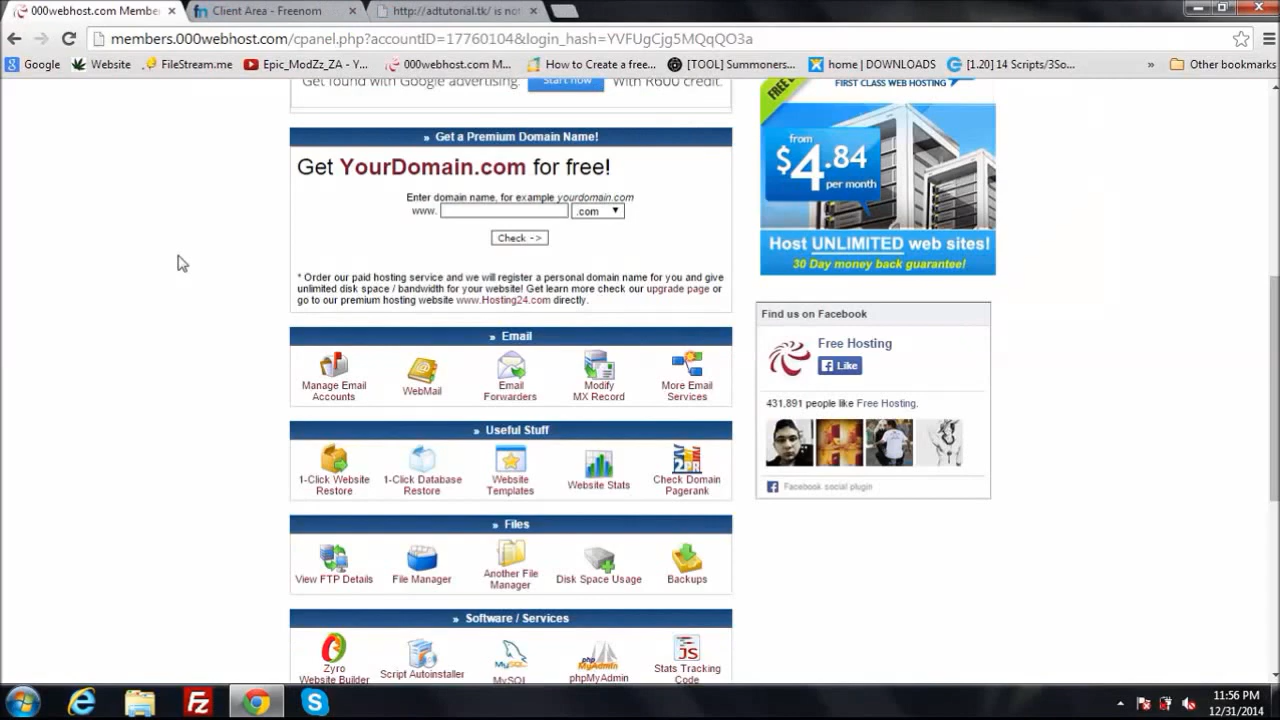 000webhost.com Membe
Client Area - Freenom
http://adtutorial.tk/ is not
members.000webhost.com/cpanel.php?accountID=17760104&login_hash=YVFUgCjg5MQqQO3a
Google
Website
FileStream.me
Epic_ModZz_ZA - Y...
000webhost.com M...
How to Create a free...
[TOOL] Summoners...
home | DOWNLOADS
[1.20] 14 Scripts/3So...
»
Other bookmarks
Get found with Google advertising.
Start now
With R600 credit.
» Get a Premium Domain Name!
Get YourDomain.com for free!
Enter domain name, for example yourdomain.com
www.
.com
Check ->
* Order our paid hosting service and we will register a personal domain name for you and give
unlimited disk space / bandwidth for your website! Get learn more check our upgrade page or
go to our premium hosting website www.Hosting24.com directly.
» Email
Manage Email
Accounts
WebMail
Email
Forwarders
Modify
MX Record
More Email
Services
» Useful Stuff
1-Click Website
Restore
1-Click Database
Restore
Website
Templates
Website Stats
Check Domain
Pagerank
» Files
View FTP Details
File Manager
Another File
Manager
Disk Space Usage
Backups
» Software / Services
Zyro
Website Builder
Script Autoinstaller
MySQL
MySQL
php
MyAdmin
phpMyAdmin
JS
Stats Tracking
Code
FREE
FIRST CLASS WEB HOSTING
from
$4.84
per month
Host UNLIMITED web sites!
30 Day money back guarantee!
Find us on Facebook
Free Hosting
Like
431,891 people like Free Hosting.
Facebook social plugin
11:56 PM
12/31/2014